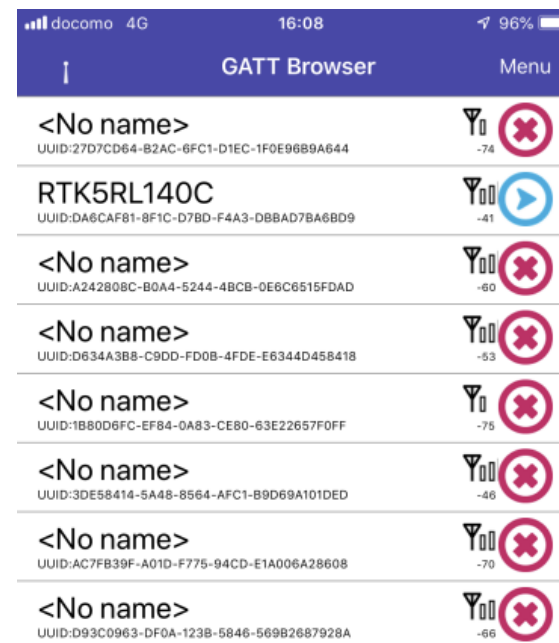 docomo 4G 16:08 96%
GATT Browser Menu
<No name>
UUID:27D7CD64-B2AC-6FC1-D1EC-1F0E96B9A644
-74
RTK5RL140C
UUID:DA6CAF81-8F1C-D7BD-F4A3-DBBAD7BA6BD9
-41
<No name>
UUID:A242808C-B0A4-5244-4BCB-0E6C6515FDAD
-60
<No name>
UUID:D634A3B8-C9DD-FD0B-4FDE-E6344D458418
-53
<No name>
UUID:1B80D6FC-EF84-0A83-CE80-63E22657F0FF
-75
<No name>
UUID:3DE58414-5A48-8564-AFC1-B9D69A101DED
-46
<No name>
UUID:AC7FB39F-A01D-F775-94CD-E1A006A28608
-70
<No name>
UUID:D93C0963-DF0A-123B-5846-569B2687928A
-66